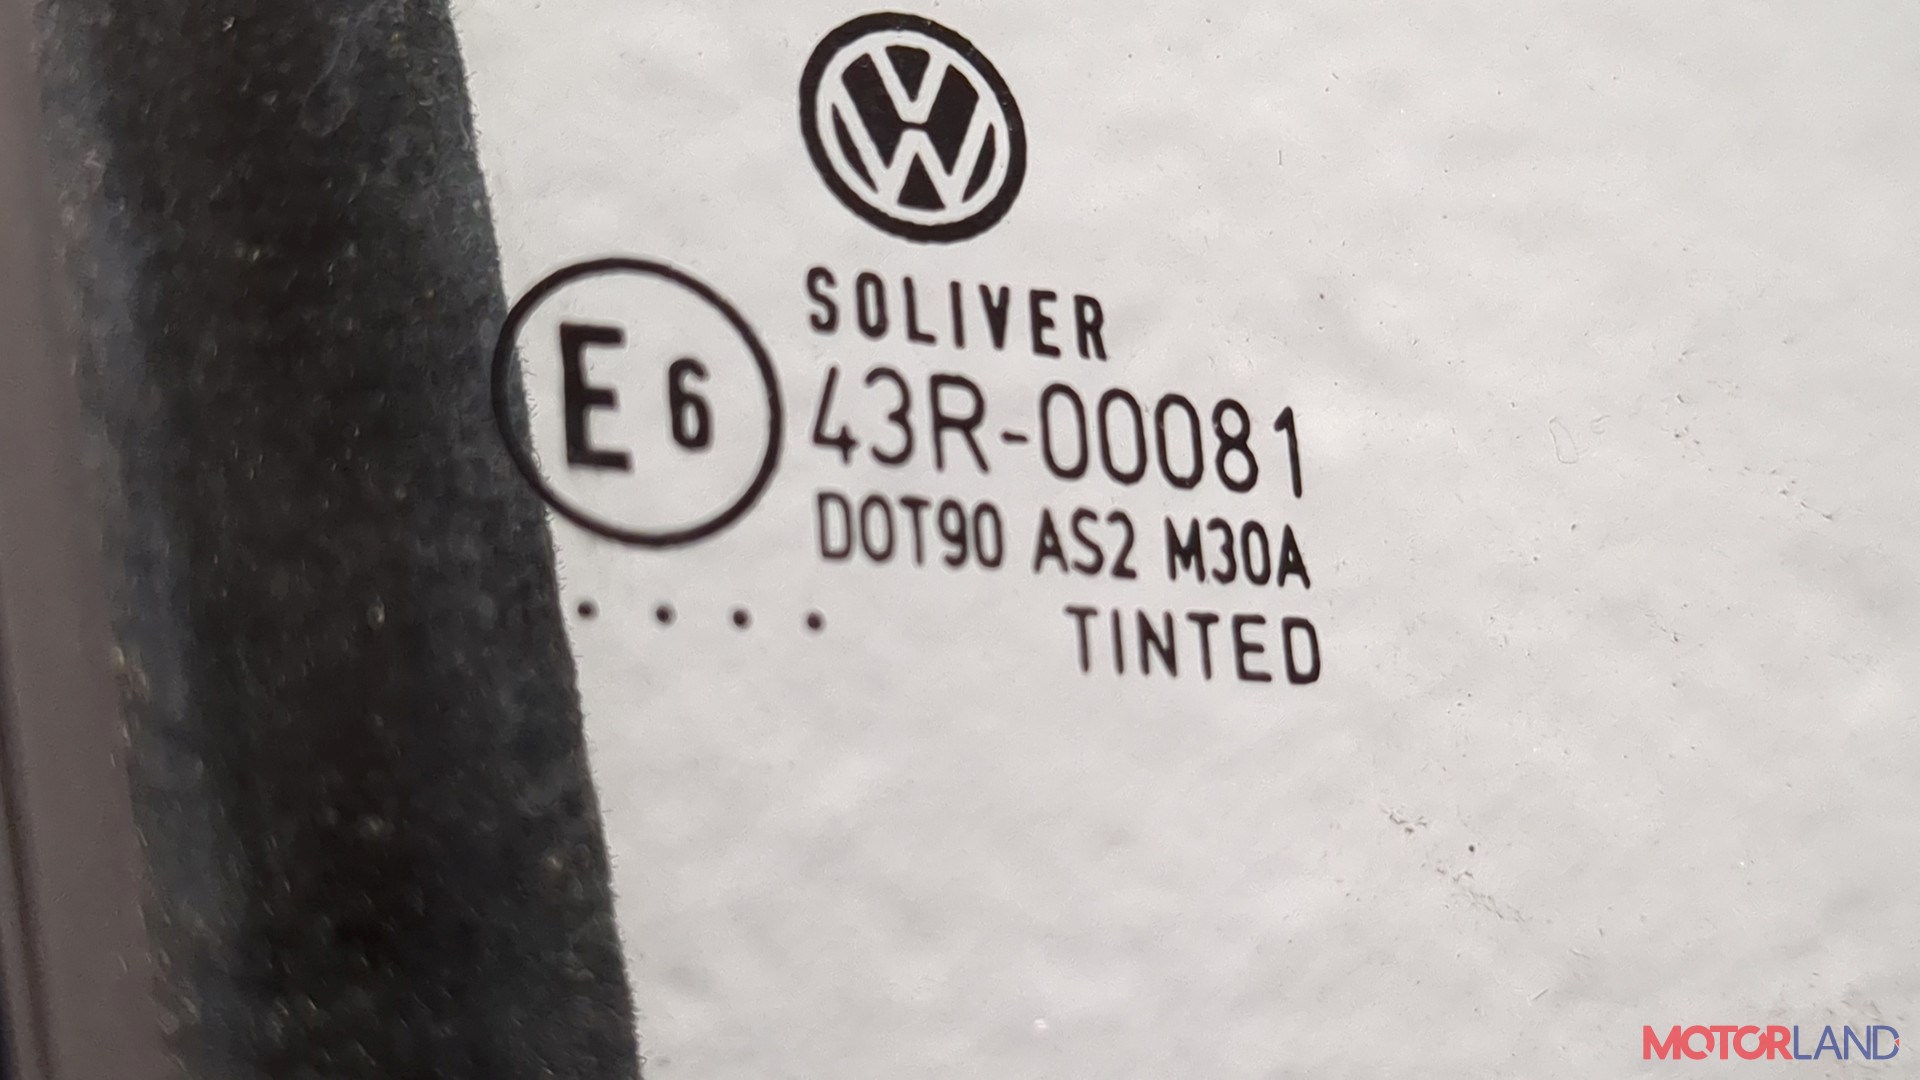 SOLIVER
E 6
43R-00081
DOT90 AS2 M30A
. . . . TINTED
MOTORLAND